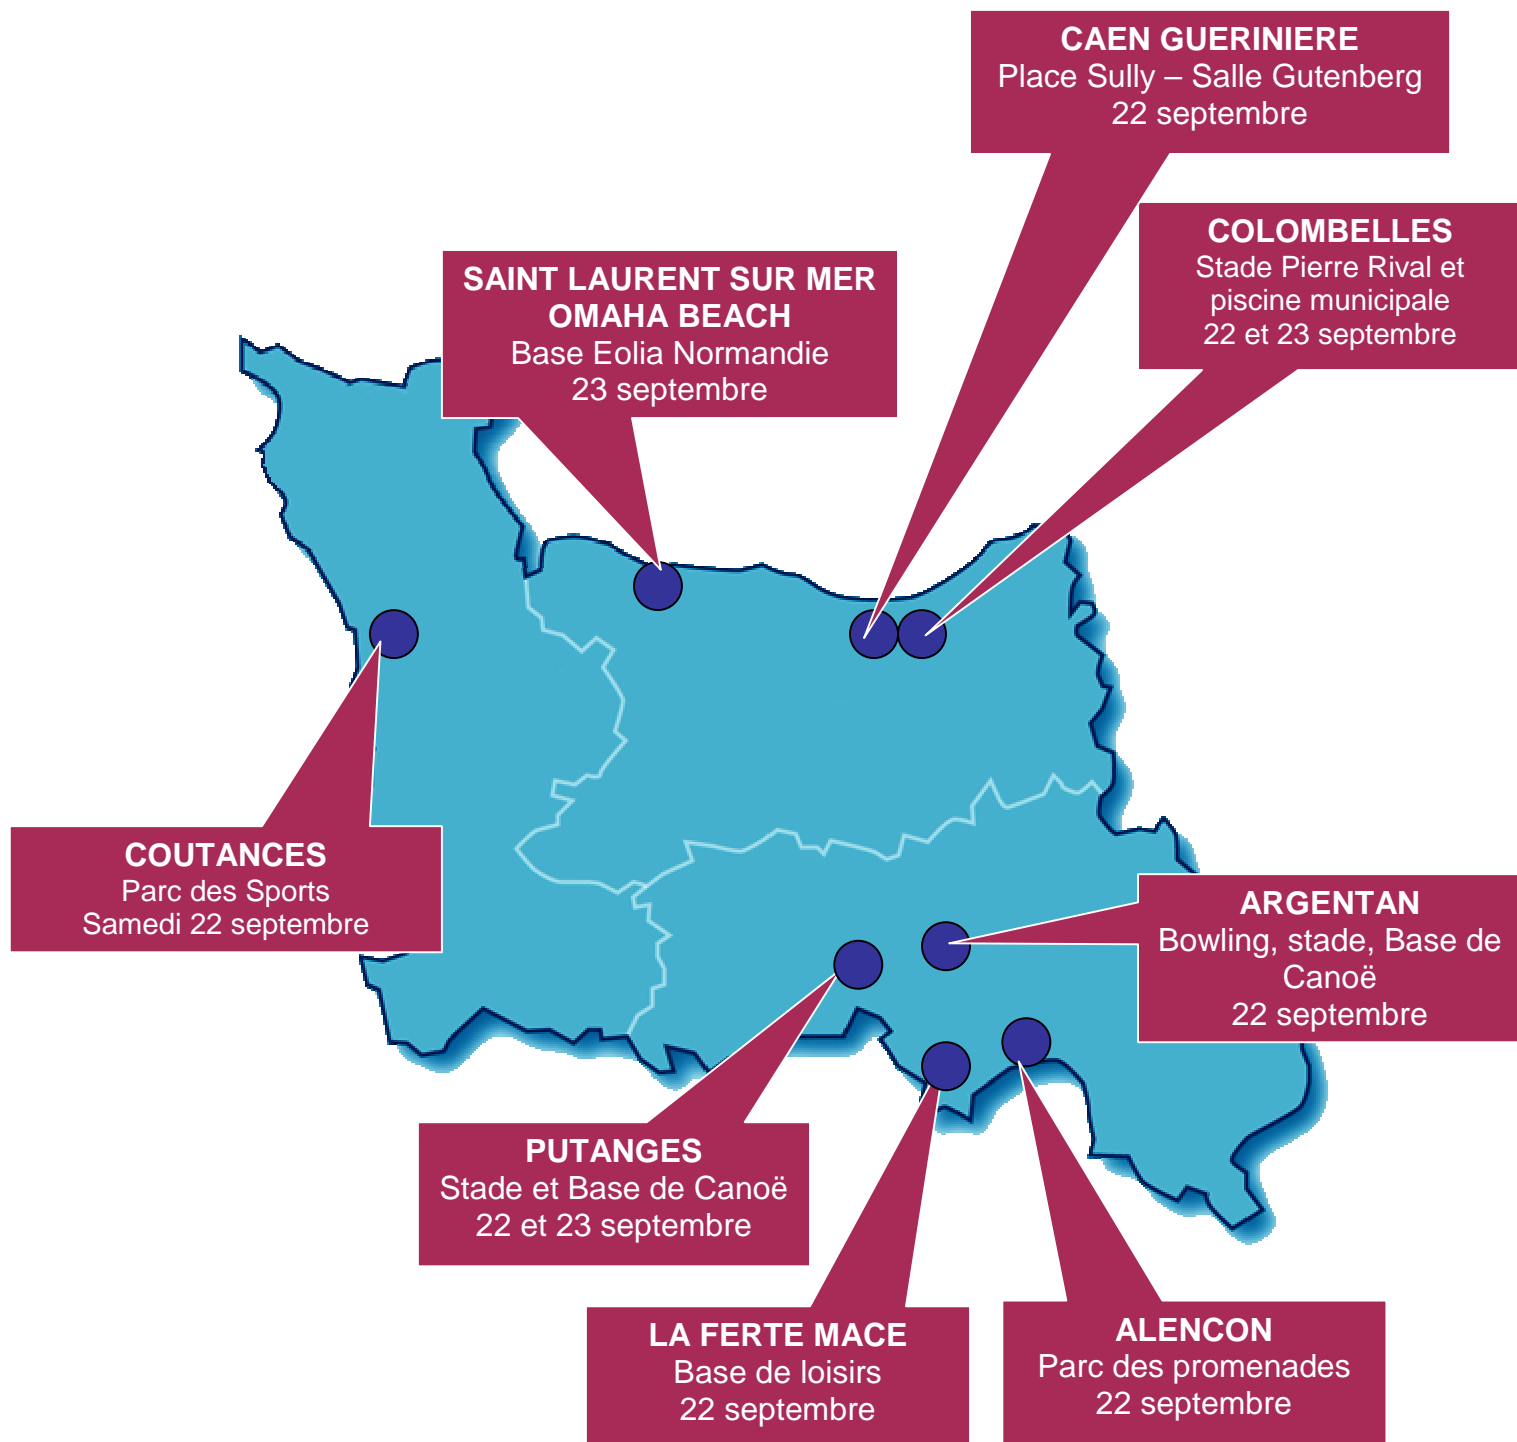 CAEN GUERINIERE
Place Sully – Salle Gutenberg
22 septembre
COLOMBELLES
Stade Pierre Rival et
piscine municipale
22 et 23 septembre
SAINT LAURENT SUR MER
OMAHA BEACH
Base Eolia Normandie
23 septembre
COUTANCES
Parc des Sports
Samedi 22 septembre
ARGENTAN
Bowling, stade, Base de
Canoë
22 septembre
PUTANGES
Stade et Base de Canoë
22 et 23 septembre
LA FERTE MACE
Base de loisirs
22 septembre
ALENCON
Parc des promenades
22 septembre